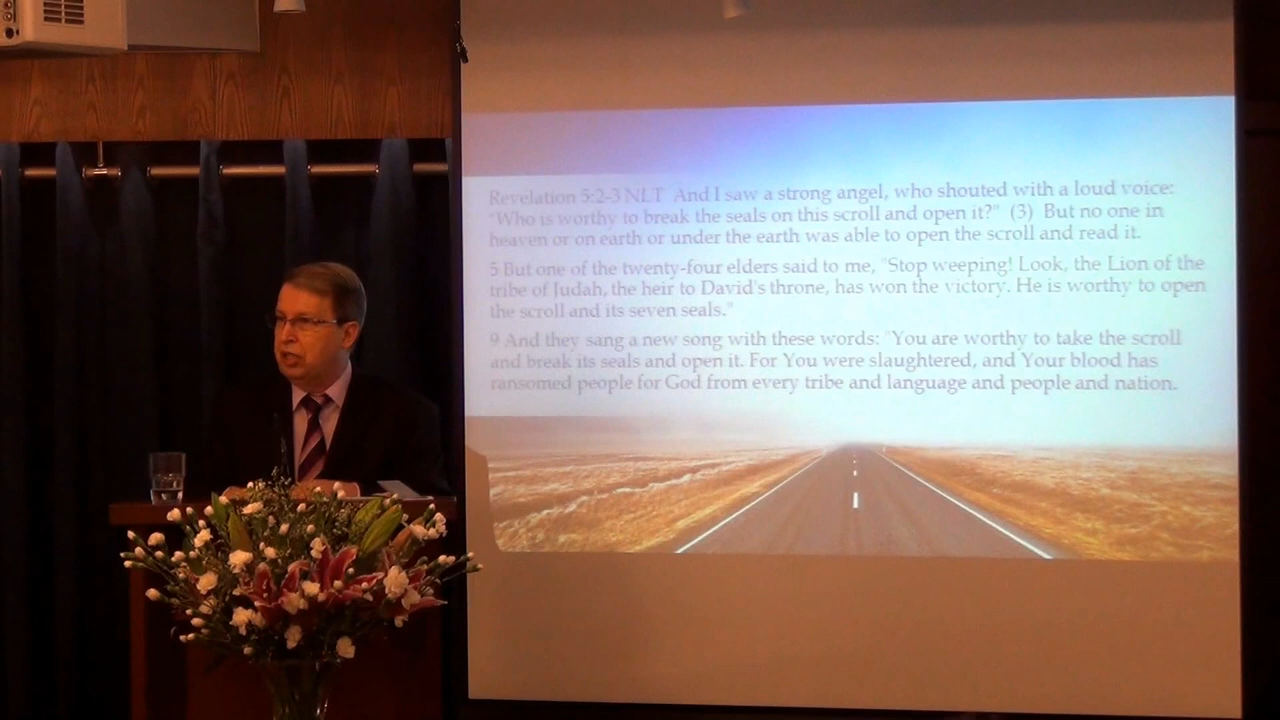 Revelation 5:2-3 NLT And I saw a strong angel, who shouted with a loud voice:
"Who is worthy to break the seals on this scroll and open it?" (3) But no one in
heaven or on earth or under the earth was able to open the scroll and read it.
5 But one of the twenty-four elders said to me, "Stop weeping! Look, the Lion of the
tribe of Judah, the heir to David's throne, has won the victory. He is worthy to open
the scroll and its seven seals."
9 And they sang a new song with these words: "You are worthy to take the scroll
and break its seals and open it. For You were slaughtered, and Your blood has
ransomed people for God from every tribe and language and people and nation.